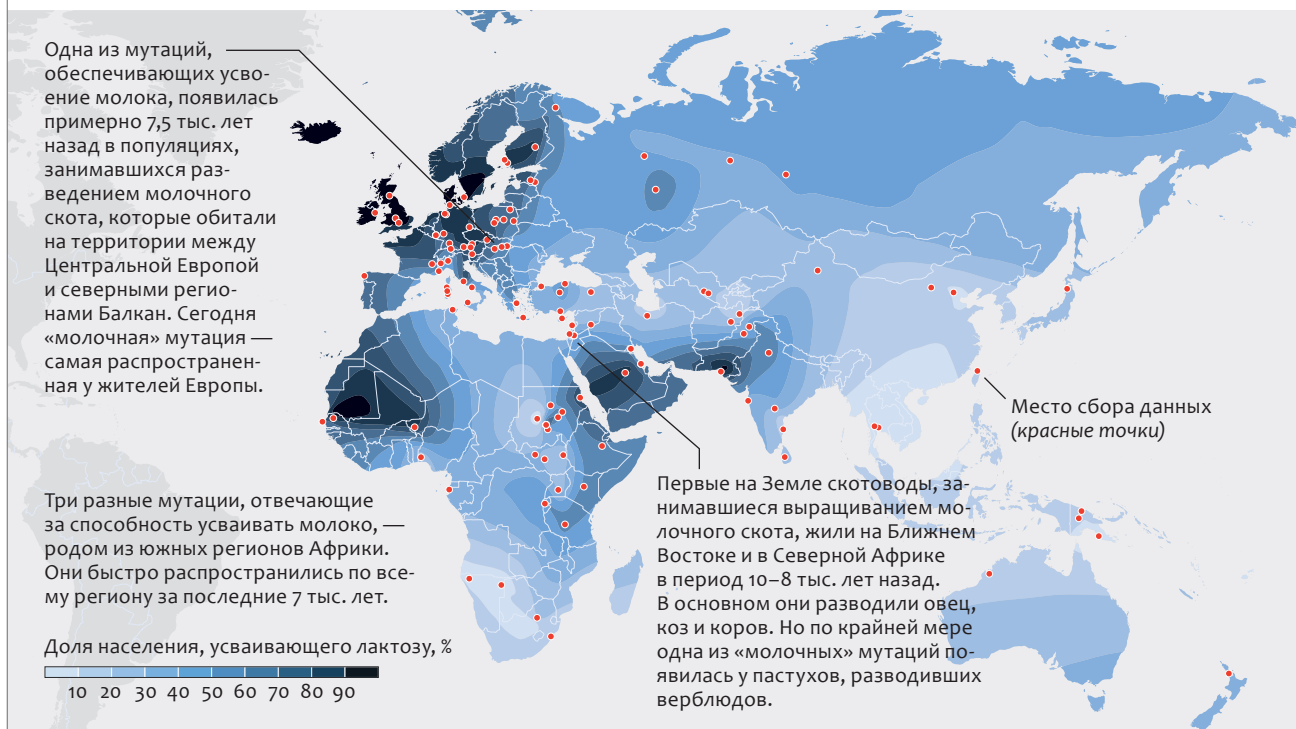 Одна из мутаций,
обеспечивающих усво-
ение молока, появилась
примерно 7,5 тыс. лет
назад в популяциях,
занимавшихся раз-
ведением молочного
скота, которые обитали
на территории между
Центральной Европой
и северными регио-
нами Балкан. Сегодня
«молочная» мутация —
самая распространен-
ная у жителей Европы.
Три разные мутации, отвечающие
за способность усваивать молоко, —
родом из южных регионов Африки.
Они быстро распространились по все-
му региону за последние 7 тыс. лет.
Доля населения, усваивающего лактозу, %
10 20 30 40 50 60 70 80 90
Первые на Земле скотоводы, за-
нимавшиеся выращиванием мо-
лочного скота, жили на Ближнем
Востоке и в Северной Африке
в период 10–8 тыс. лет назад.
В основном они разводили овец,
коз и коров. Но по крайней мере
одна из «молочных» мутаций по-
явилась у пастухов, разводивших
верблюдов.
Место сбора данных
(красные точки)